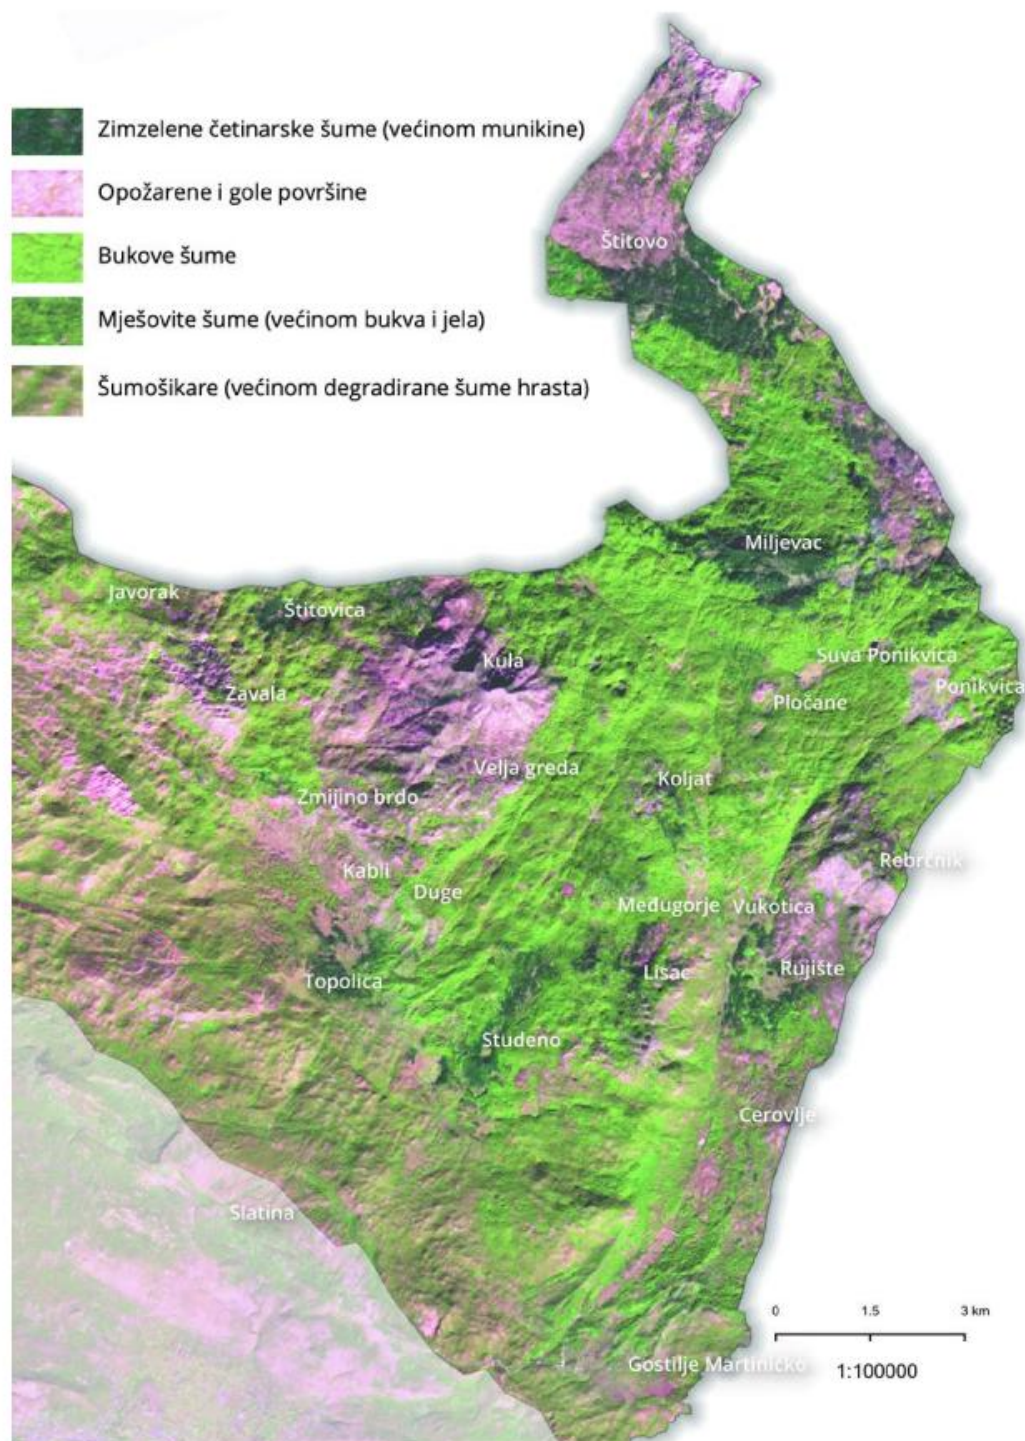 Zimzelene četinarske šume (većinom munikine)
Opožarene i gole površine
Bukove šume
Mješovite šume (većinom bukva i jela)
Šumošikare (većinom degradirane šume hrasta)
Štitovo
Miljevac
Javorak
Štitovica
Kula
Suva Ponikvica
Zavala
Ponikvica
Pločane
Velja greda
Koljat
Zmijino brdo
Rebrčnik
Kabli
Duge
Međugorje
Vukotica
Lisac
Rujište
Topolica
Studeno
Cerovlje
Slatina
0 1.5 3 km
Gostilje Martinićko
1:100000